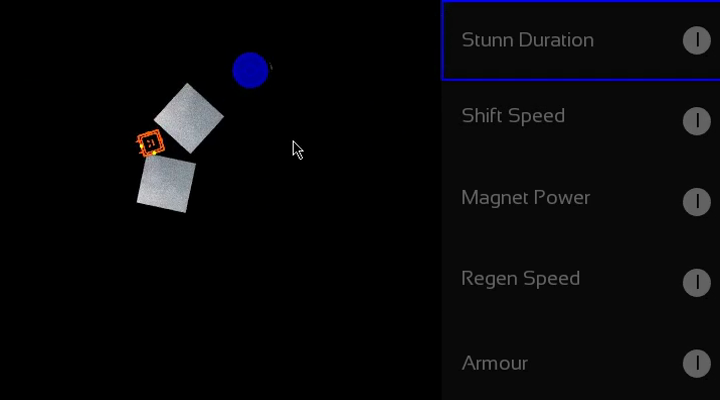 Stunn Duration
Shift Speed
Magnet Power
Regen Speed
Armour